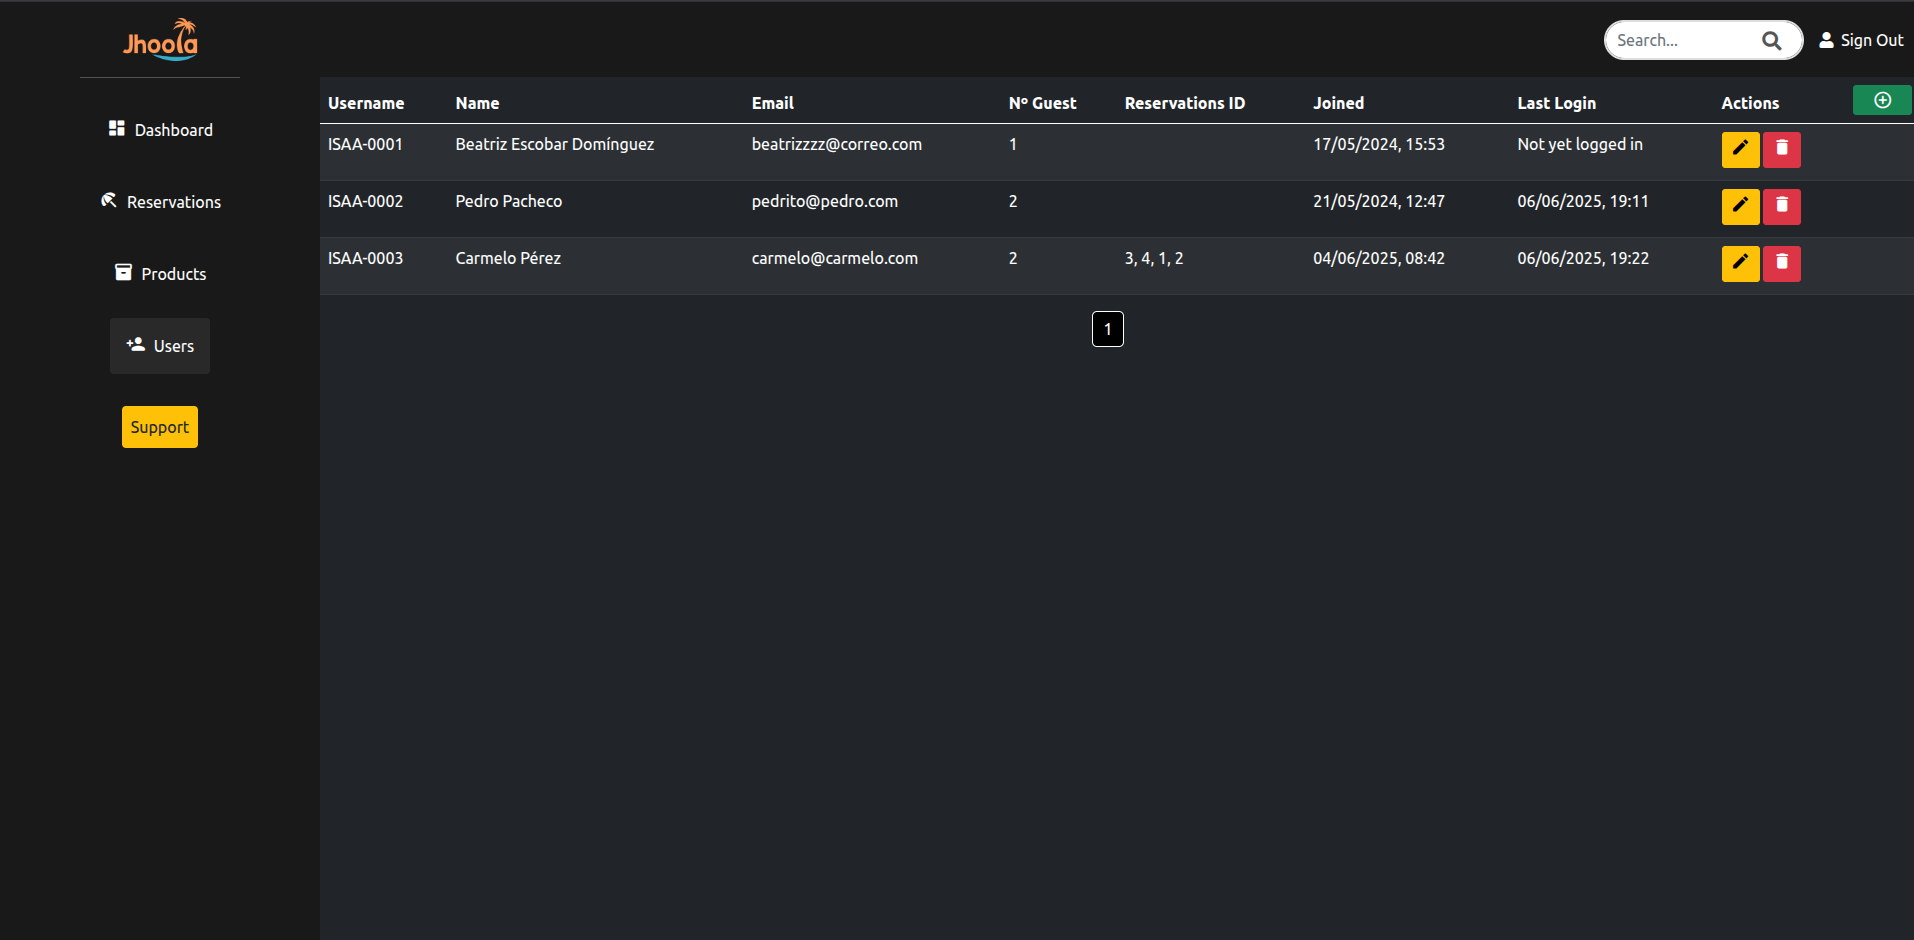 Jhoola
Search...
Sign Out
Dashboard
Reservations
Products
Users
Support
Username Name Email Nº Guest Reservations ID Joined Last Login Actions
ISAA-0001 Beatriz Escobar Domínguez beatrizzzz@correo.com 1 17/05/2024, 15:53 Not yet logged in
ISAA-0002 Pedro Pacheco pedrito@pedro.com 2 21/05/2024, 12:47 06/06/2025, 19:11
ISAA-0003 Carmelo Pérez carmelo@carmelo.com 2 3, 4, 1, 2 04/06/2025, 08:42 06/06/2025, 19:22
1